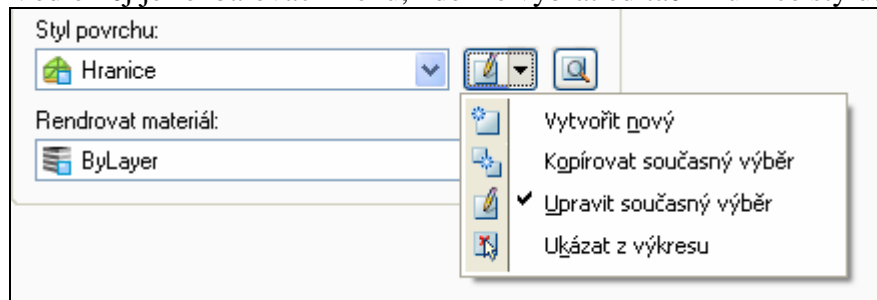 Styl povrchu:
Hranice
Rendrovat materiál:
ByLayer
Vytvořit nový
Kopírovat současný výběr
Upravit současný výběr
Ukázat z výkresu